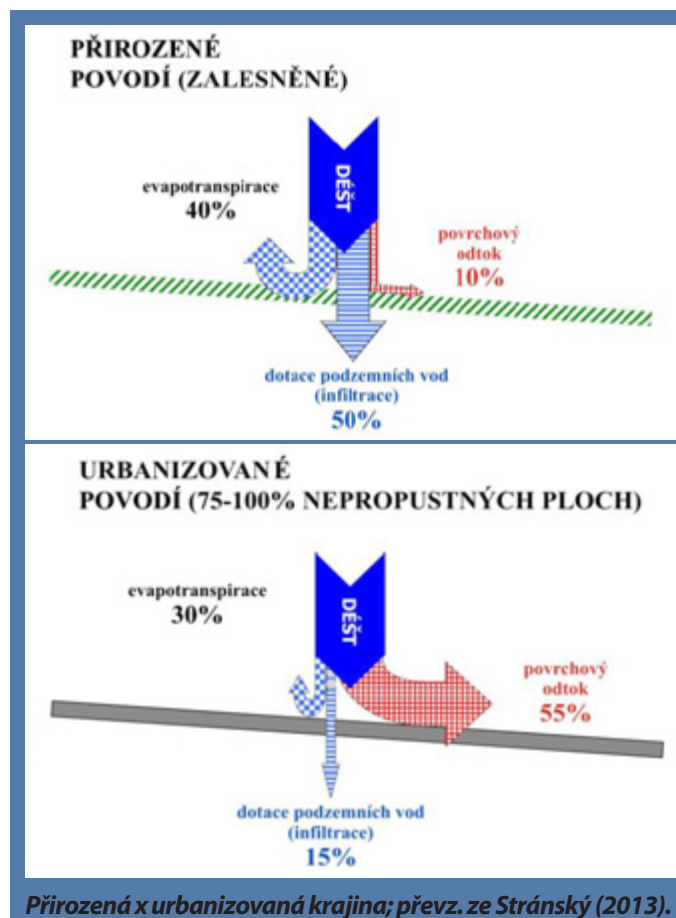 PŘIROZENÉ
POVODÍ (ZALESNĚNÉ)
DÉŠŤ
evapotranspirace
40%
povrchový
odtok
10%
dotace podzemních vod
(infiltrace)
50%
URBANIZOVANÉ
POVODÍ (75-100% NEPROPUSTNÝCH PLOCH)
DÉŠŤ
evapotranspirace
30%
povrchový
odtok
55%
dotace podzemních vod
(infiltrace)
15%
Přirozená x urbanizovaná krajina; převz. ze Stránský (2013).